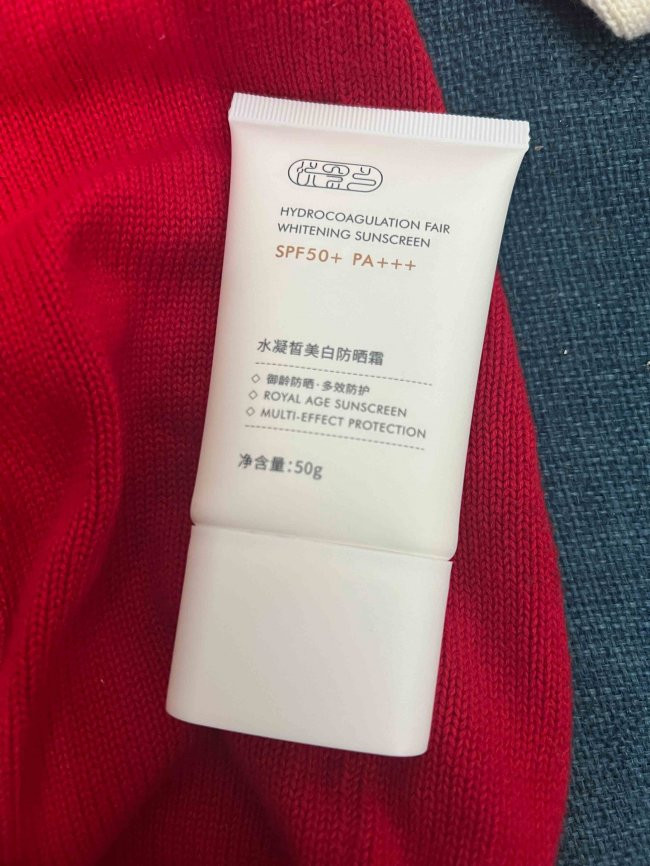 HYDROCOAGULATION FAIR
WHITENING SUNSCREEN
SPF50+ PA+++
水凝皙美白防晒霜
◇ 御龄防晒·多效防护
◇ ROYAL AGE SUNSCREEN
◇ MULTI-EFFECT PROTECTION
净含量:50g